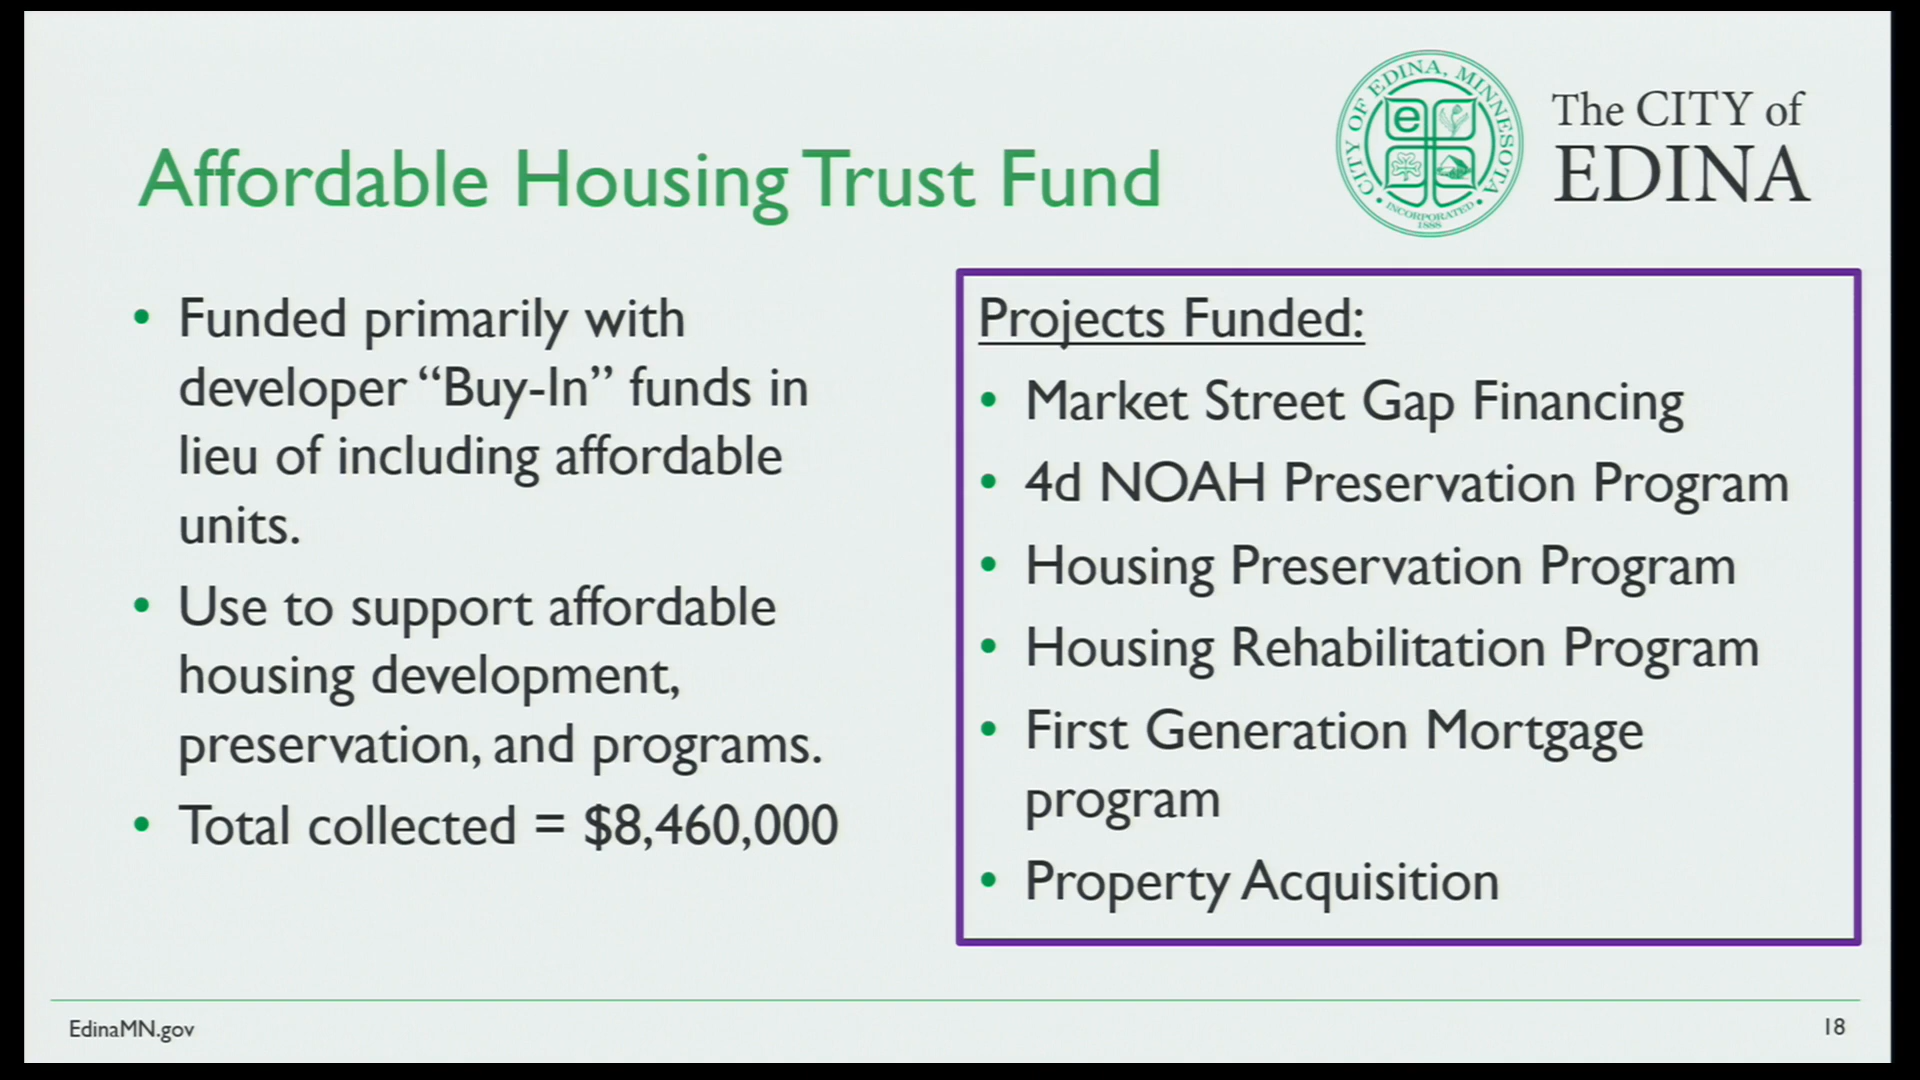 CITY OF EDINA, MINNESOTA
e
INCORPORATED
1888
The CITY of
EDINA
Affordable Housing Trust Fund
• Funded primarily with
developer “Buy-In” funds in
lieu of including affordable
units.
• Use to support affordable
housing development,
preservation, and programs.
• Total collected = $8,460,000
Projects Funded:
• Market Street Gap Financing
• 4d NOAH Preservation Program
• Housing Preservation Program
• Housing Rehabilitation Program
• First Generation Mortgage
program
• Property Acquisition
EdinaMN.gov
18